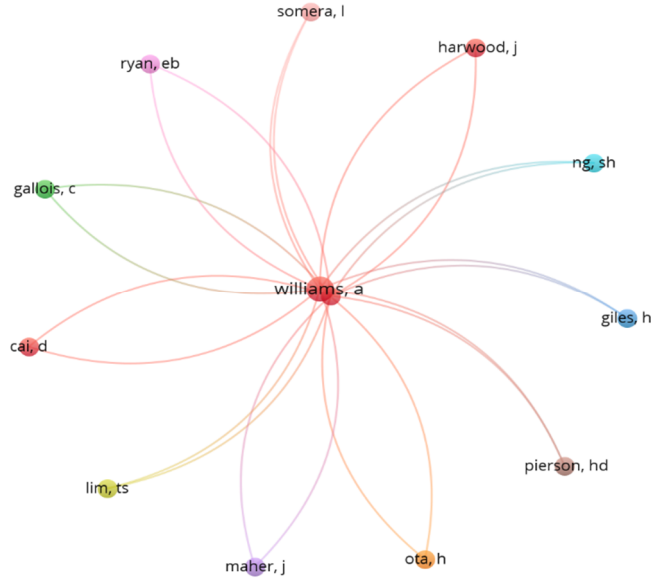 somera, l
harwood, j
ryan, eb
ng, sh
gallois, c
williams, a
giles, h
cai, d
pierson, hd
lim, ts
ota, h
maher, j